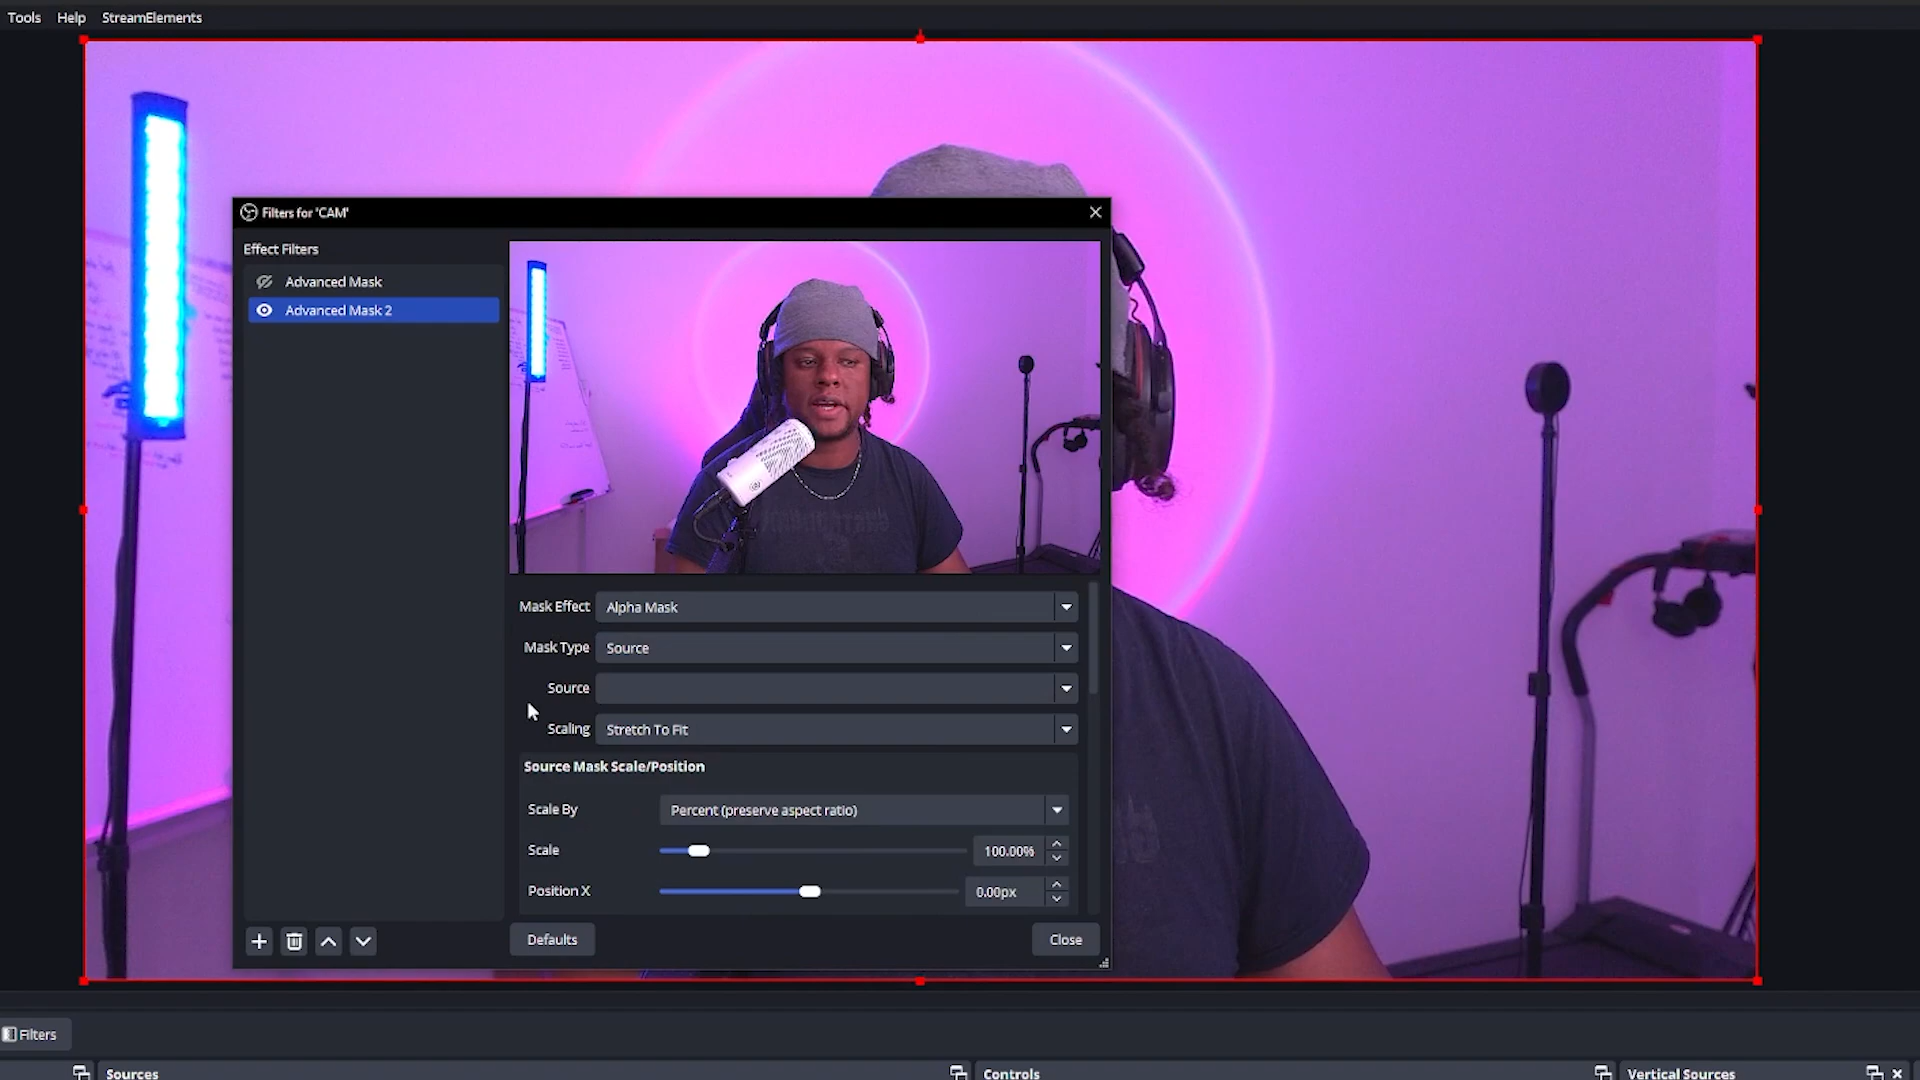 Tools Help StreamElements
Filters for 'CAM'
Effect Filters
Advanced Mask
Advanced Mask 2
Mask Effect Alpha Mask
Mask Type Source
Source
Scaling Stretch To Fit
Source Mask Scale/Position
Scale By Percent (preserve aspect ratio)
Scale 100.00%
Position X 0.00px
Defaults Close
Filters
Sources Controls Vertical Sources